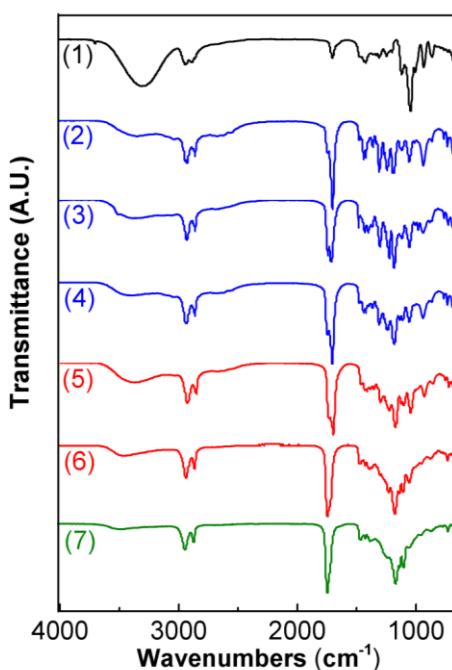 Transmittance (A.U.)
(1)
(2)
(3)
(4)
(5)
(6)
(7)
4000 3000 2000 1000
Wavenumbers (cm⁻¹)